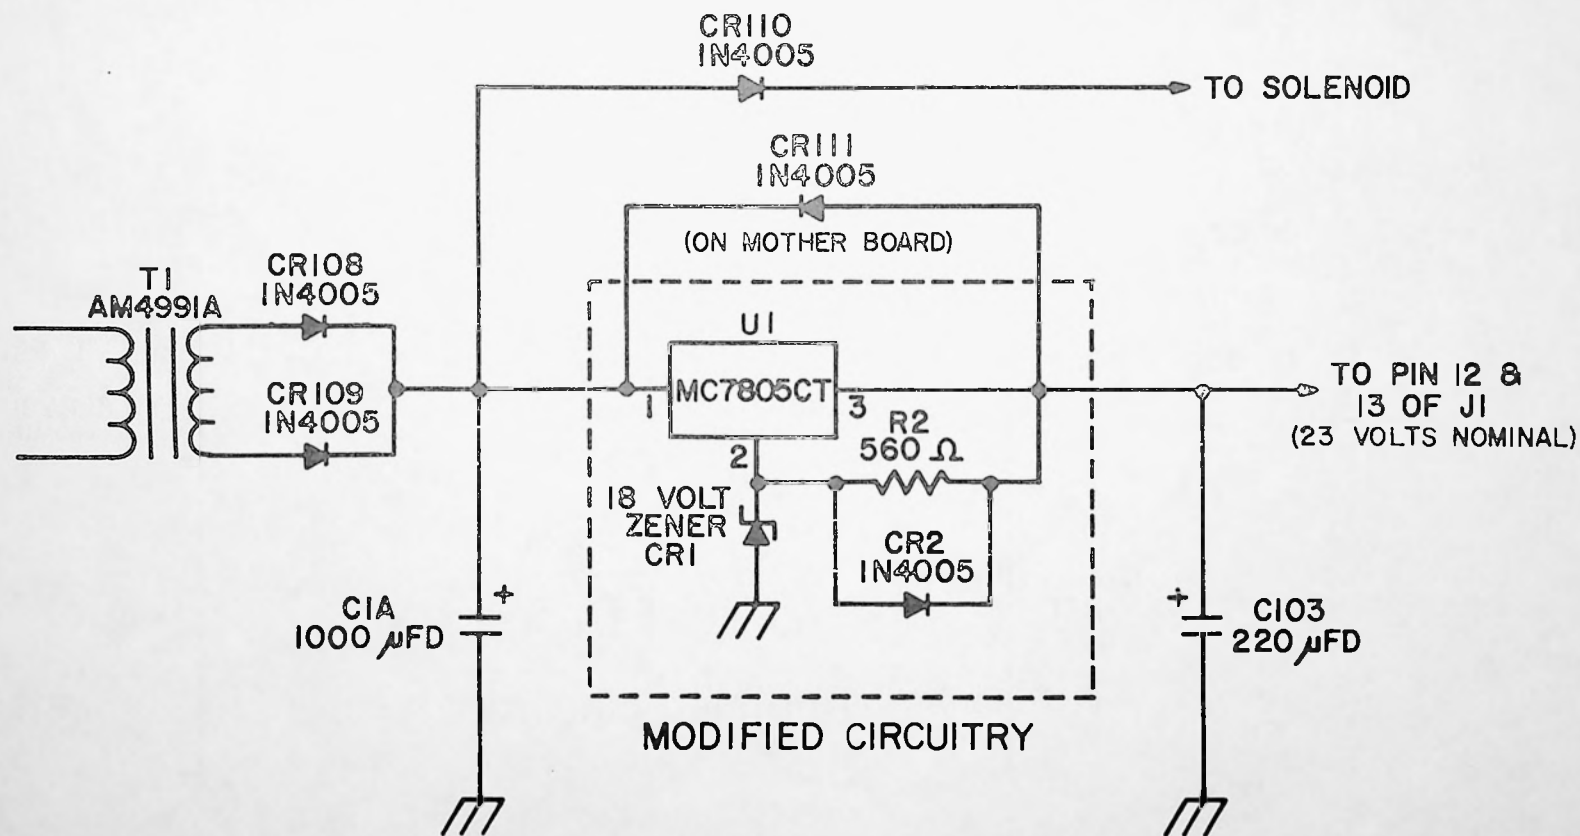 CR110
1N4005
TO SOLENOID
CR111
1N4005
(ON MOTHER BOARD)
T1
AM4991A
CR108
1N4005
CR109
1N4005
U1
MC7805CT
1
3
2
R2
560 Ω
18 VOLT
ZENER
CR1
CR2
1N4005
TO PIN 12 &
13 OF J1
(23 VOLTS NOMINAL)
+
C1A
1000 µFD
+
C103
220 µFD
MODIFIED CIRCUITRY